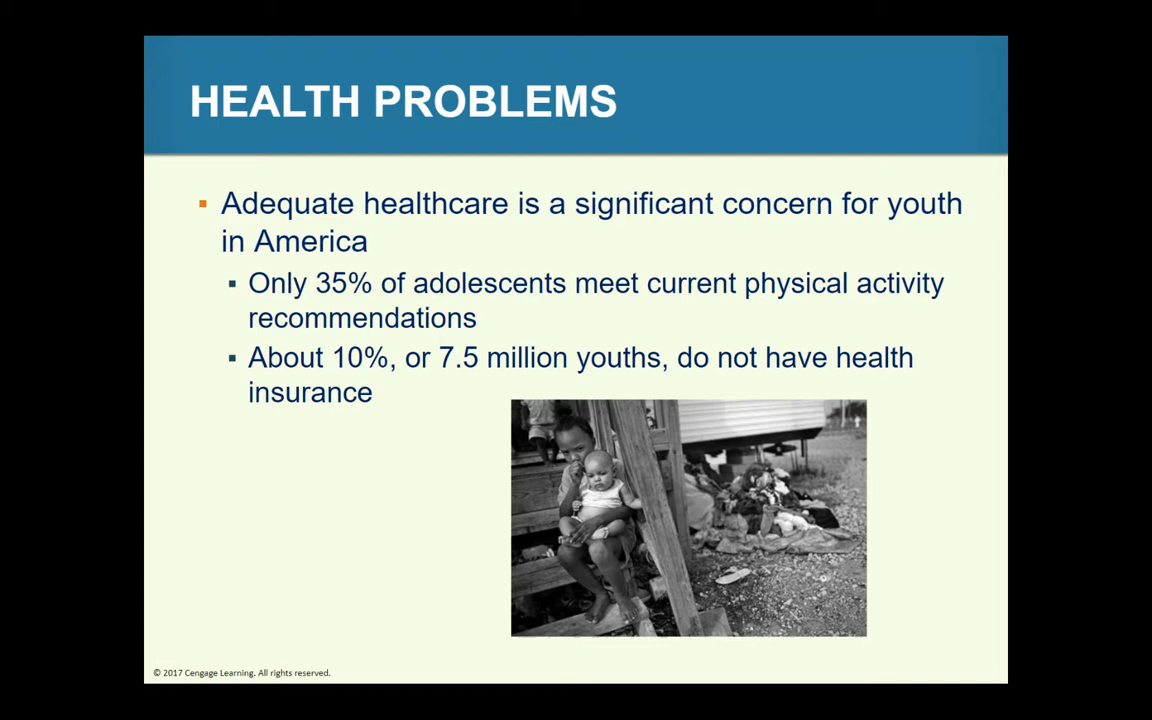 HEALTH PROBLEMS
▪ Adequate healthcare is a significant concern for youth
in America
▪ Only 35% of adolescents meet current physical activity
recommendations
▪ About 10%, or 7.5 million youths, do not have health
insurance
© 2017 Cengage Learning. All rights reserved.